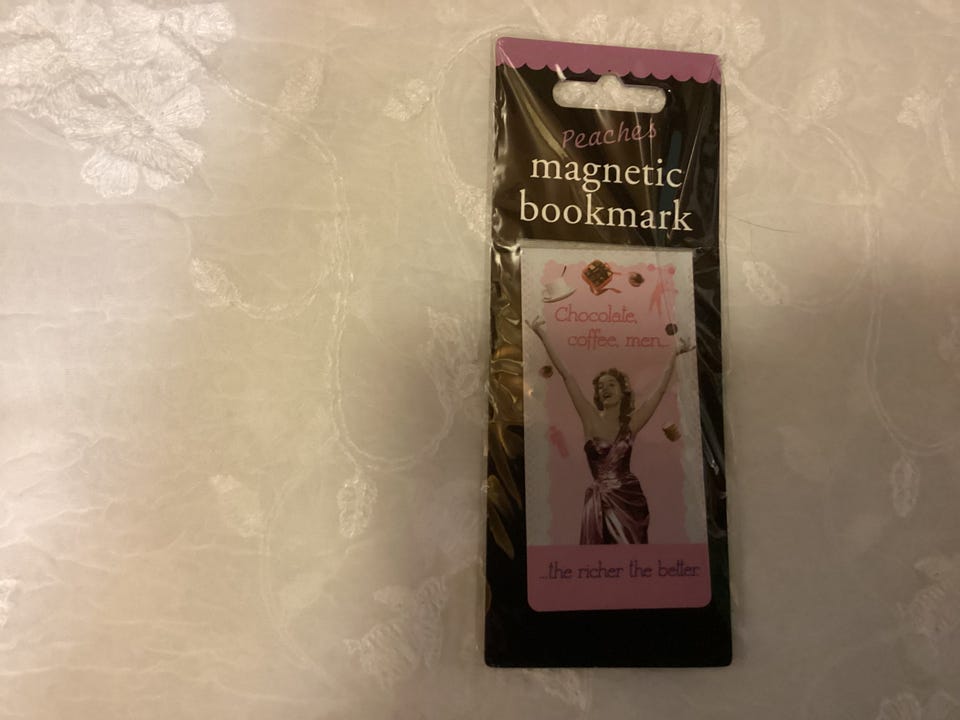 Peaches
magnetic
bookmark
Chocolate,
coffee, men...
...the richer the better.